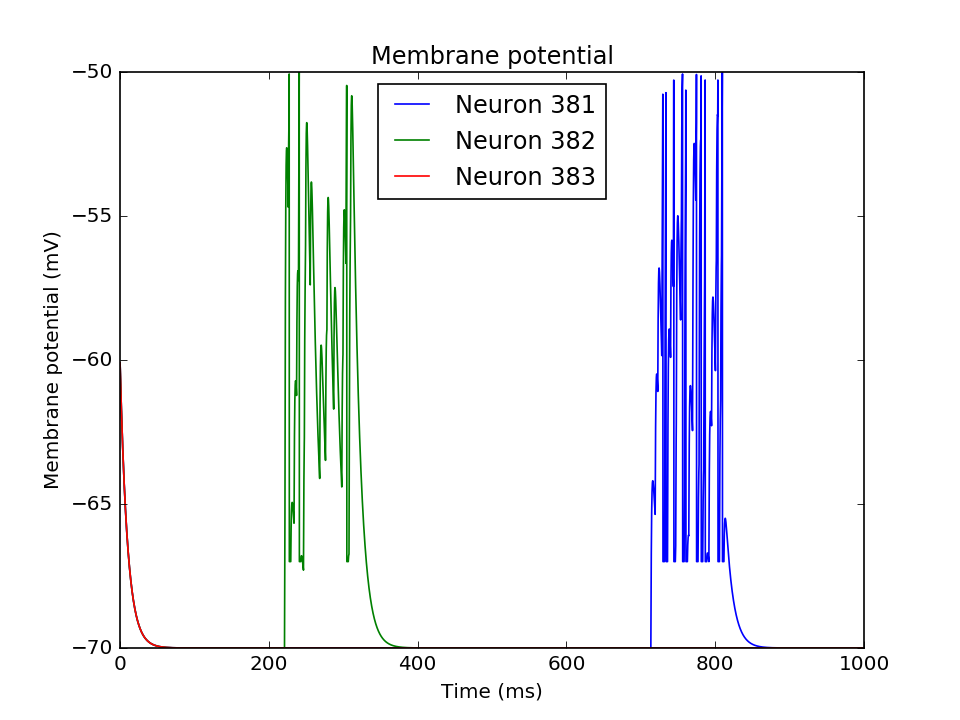 Membrane potential
−50
−55
−60
−65
−70
Membrane potential (mV)
Neuron 381
Neuron 382
Neuron 383
0
200
400
600
800
1000
Time (ms)